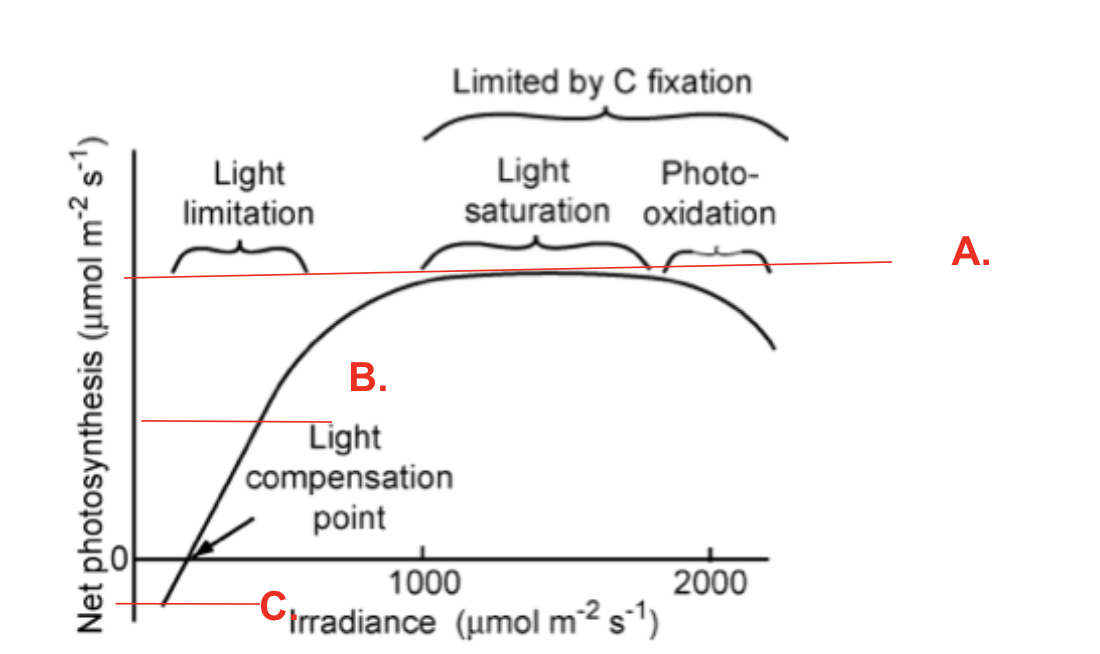 Limited by C fixation
Light
limitation
Light
saturation
Photo-
oxidation
A.
B.
Light
compensation
point
Net photosynthesis (μmol m⁻² s⁻¹)
0
1000
2000
C.
Irradiance (μmol m⁻² s⁻¹)